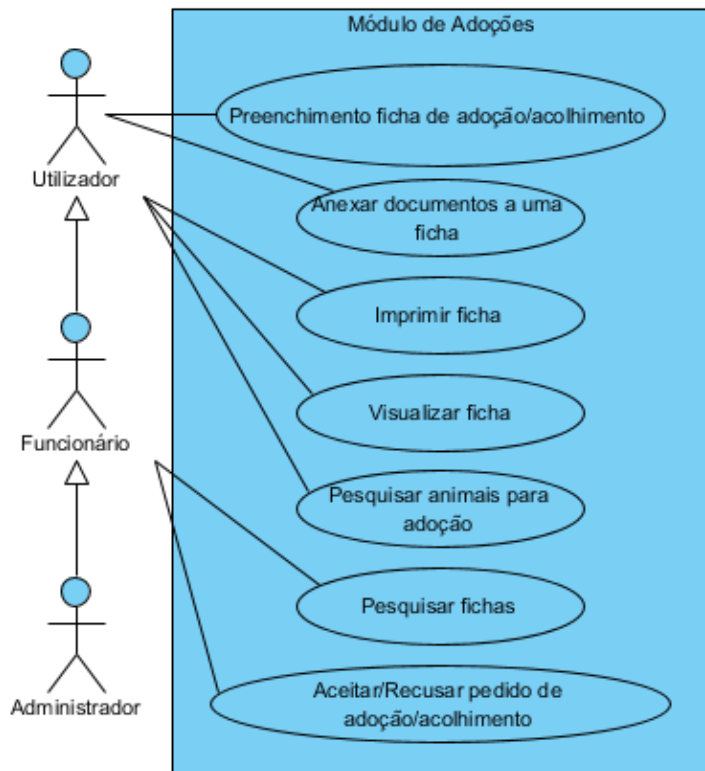 Módulo de Adoções
Preenchimento ficha de adoção/acolhimento
Utilizador
Anexar documentos a uma
ficha
Imprimir ficha
Visualizar ficha
Funcionário
Pesquisar animais para
adoção
Pesquisar fichas
Aceitar/Recusar pedido de
adoção/acolhimento
Administrador